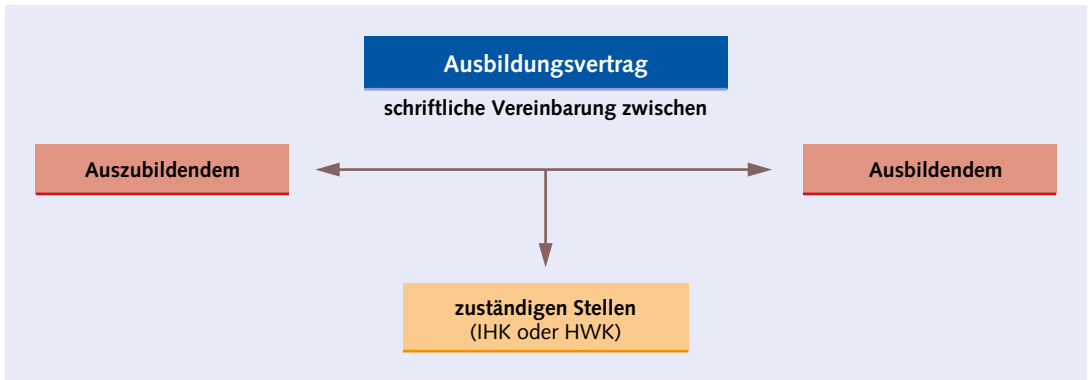 Ausbildungsvertrag
schriftliche Vereinbarung zwischen
Auszubildendem
Ausbildendem
zuständigen Stellen
(IHK oder HWK)